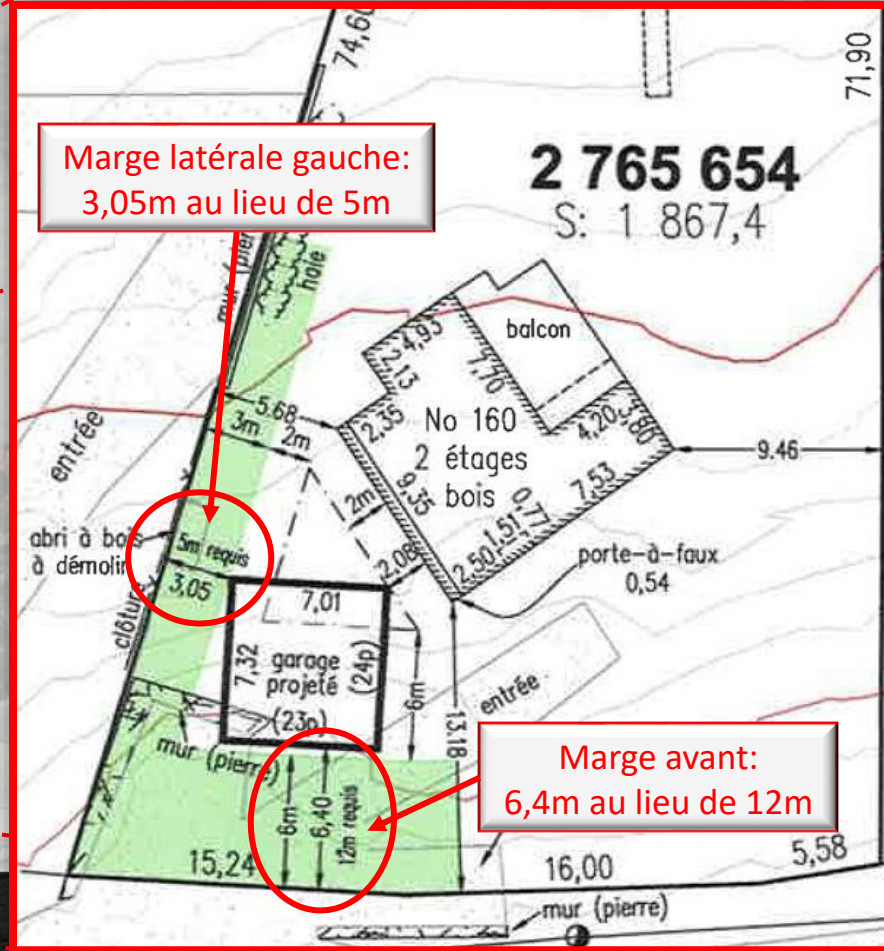 74,60
71,90
Marge latérale gauche:
3,05m au lieu de 5m
2 765 654
S: 1 867,4
mur (pier
haie
balcon
4,93
2,13
7,70
2,35
No 160
2 étages
bois
4,20
3,80
5.68
3m
2m
entrée
9.46
9,35
2m
7,53
0,77
1,51
2,50
abri à bois
à démolir
5m requis
3,05
2,08
porte-à-faux
0,54
clôture
7,01
7,32
garage
projeté
(24p)
(23p)
6m
entrée
13.18
mur (pierre)
Marge avant:
6,4m au lieu de 12m
6m
6,40
12m requis
15,24
16,00
5,58
mur (pierre)